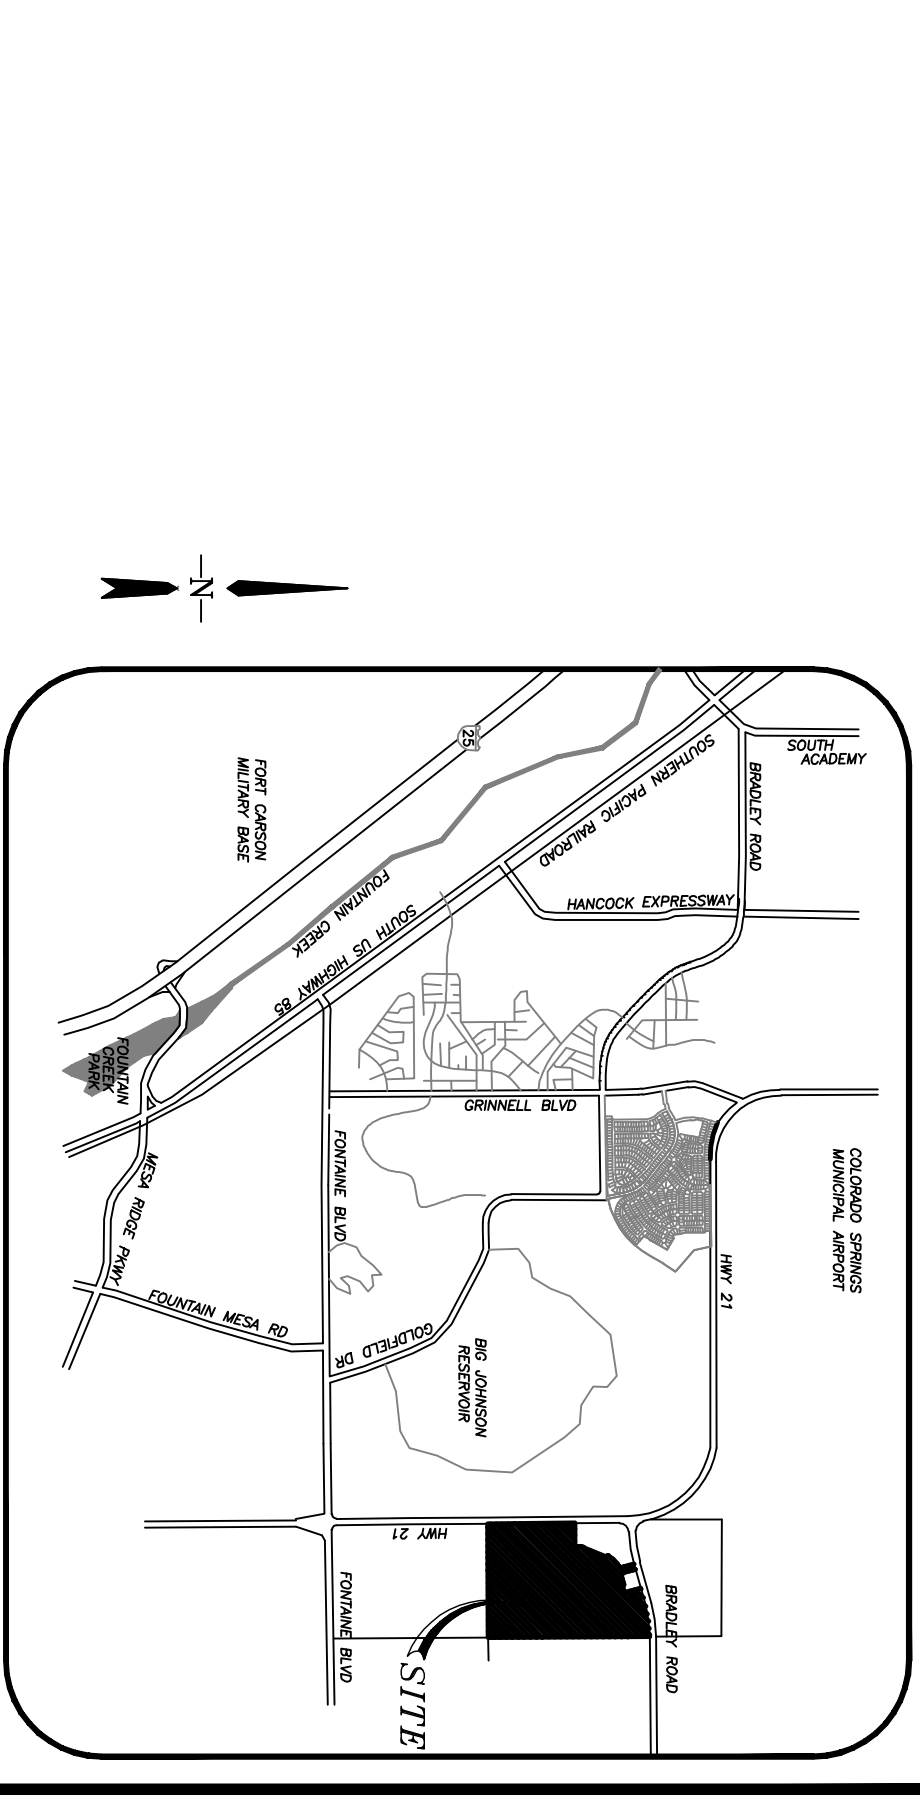 N
SOUTH
ACADEMY
25
SOUTHERN PACIFIC RAILROAD
BRADLEY ROAD
FORT CARSON
MILITARY BASE
HANCOCK EXPRESSWAY
FOUNTAIN CREEK
SOUTH US HIGHWAY 85
FOUNTAIN
CREEK
PARK
GRINNELL BLVD
COLORADO SPRINGS
MUNICIPAL AIRPORT
FONTAINE BLVD
MESA RIDGE PKWY
HWY 21
FOUNTAIN MESA RD
GOLDFIELD DR
BIG JOHNSON
RESERVOIR
HWY 21
FONTAINE BLVD
BRADLEY ROAD
SITE